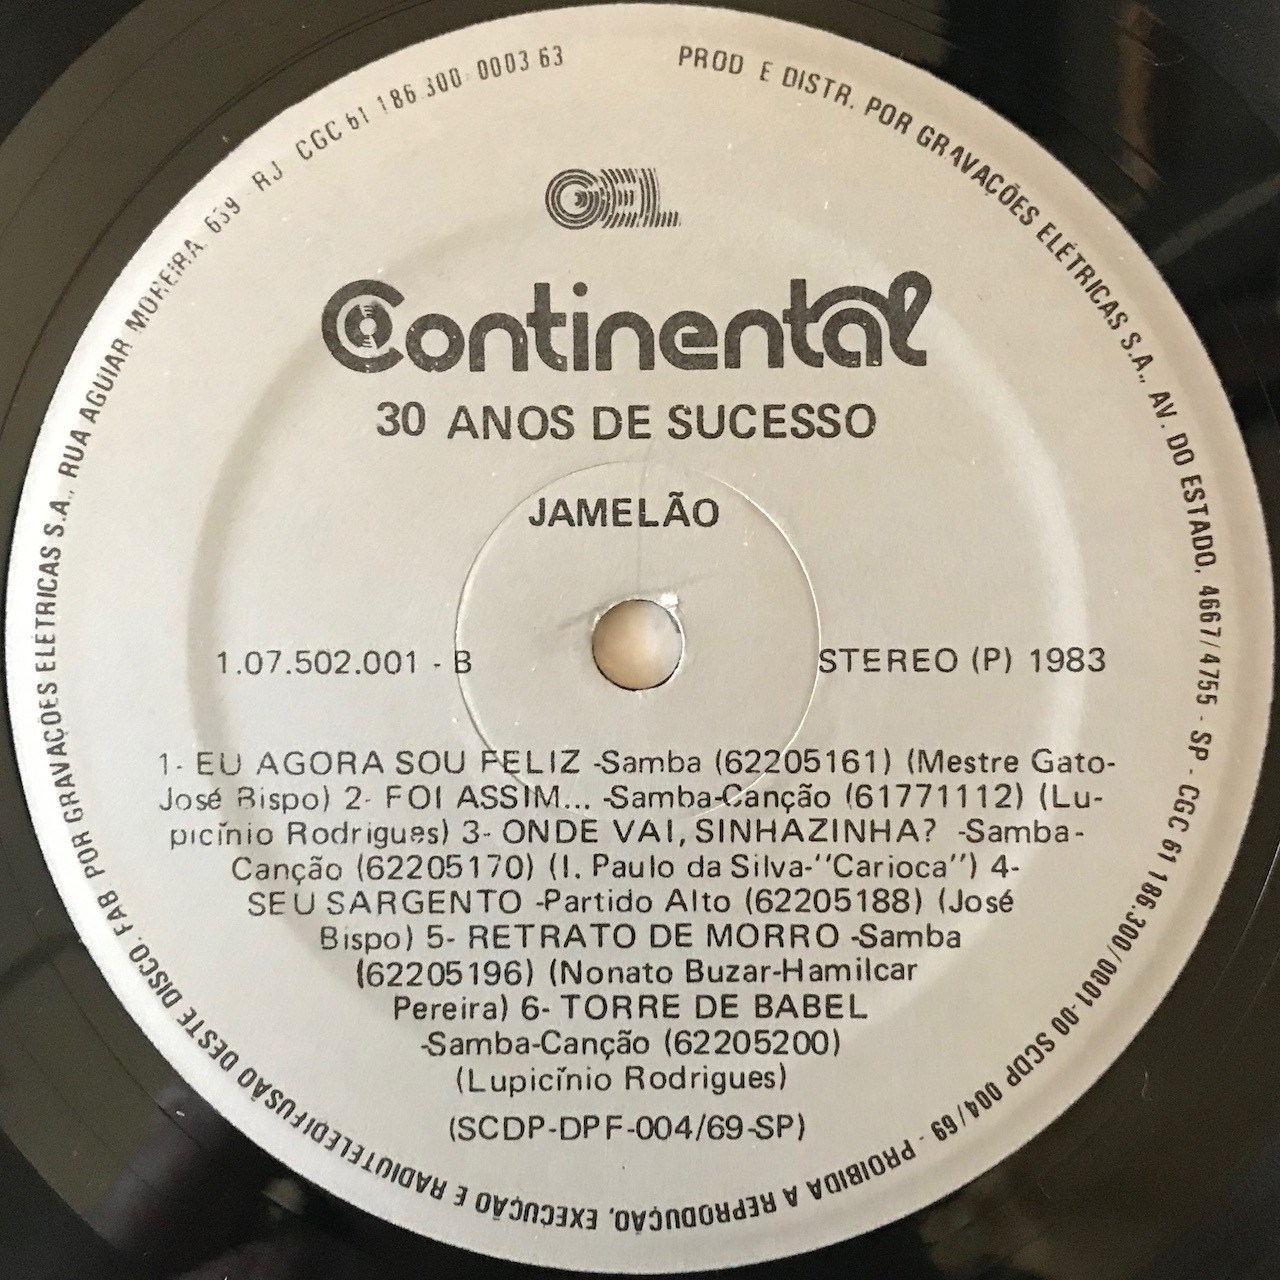 PROD E DISTR. POR GRAVAÇÕES ELÉTRICAS S.A., AV. DO ESTADO, 4667/4755 - SP - CGC 61 186.300/0001-00 SCDP 004/69 - PROIBIDA A REPRODUÇÃO, EXECUÇÃO E RADIOTELEDIFUSÃO DESTE DISCO. FAB POR GRAVAÇÕES ELÉTRICAS S.A., RUA AGUIAR MOREIRA, 659 - RJ CGC 61 186.300 0003 63
GEL
Continental
30 ANOS DE SUCESSO
JAMELÃO
1.07.502.001 - B
STEREO (P) 1983
1- EU AGORA SOU FELIZ -Samba (62205161) (Mestre Gato-
José Bispo) 2- FOI ASSIM... -Samba-Canção (61771112) (Lu-
picínio Rodrigues) 3- ONDE VAI, SINHAZINHA? -Samba-
Canção (62205170) (I. Paulo da Silva-"Carioca") 4-
SEU SARGENTO -Partido Alto (62205188) (José
Bispo) 5- RETRATO DE MORRO -Samba
(62205196) (Nonato Buzar-Hamilcar
Pereira) 6- TORRE DE BABEL
-Samba-Canção (62205200)
(Lupicínio Rodrigues)
(SCDP-DPF-004/69-SP)